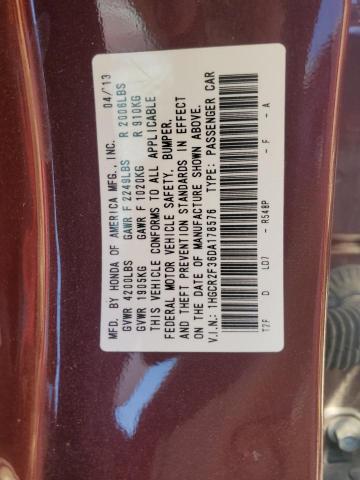 MFD. BY HONDA OF AMERICA MFG., INC. 04/13
GVWR 4200LBS GAWR F 2249LBS R 2006LBS
GVWR 1905KG GAWR F 1020KG R 910KG
THIS VEHICLE CONFORMS TO ALL APPLICABLE
FEDERAL MOTOR VEHICLE SAFETY, BUMPER,
AND THEFT PREVENTION STANDARDS IN EFFECT
ON THE DATE OF MANUFACTURE SHOWN ABOVE.
V.I.N.: 1HGCR2F36DA178576 TYPE: PASSENGER CAR
T2F D LD7 - R548P - F - A